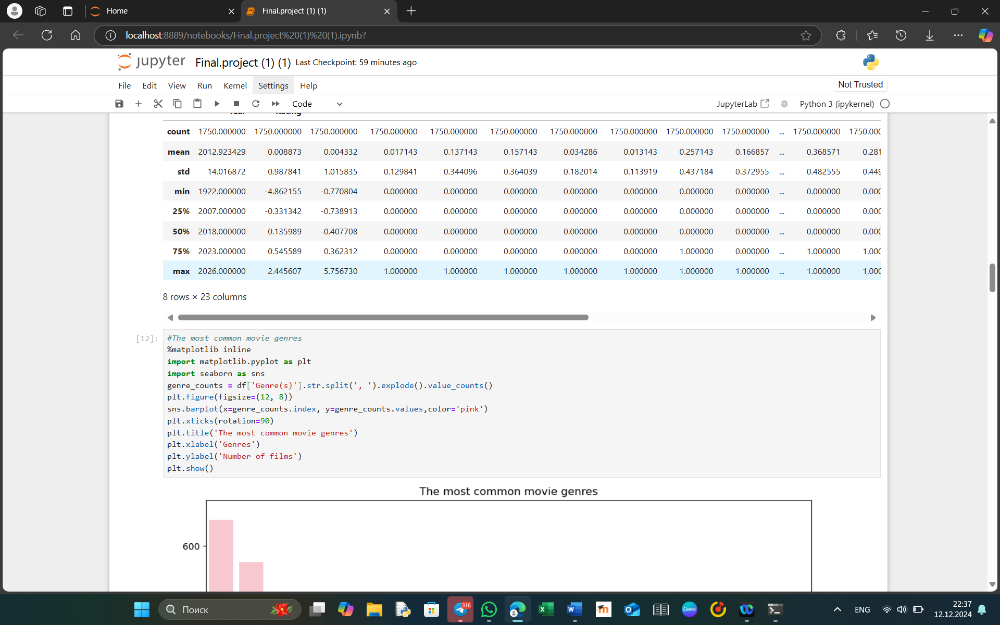 Home
Final.project (1) (1)
localhost:8889/notebooks/Final.project%20(1)%20(1).ipynb?
jupyter Final.project (1) (1) Last Checkpoint: 59 minutes ago
File Edit View Run Kernel Settings Help
Not Trusted
Code
JupyterLab
Python 3 (ipykernel)
count 1750.000000 1750.000000 1750.000000 1750.000000 1750.000000 1750.000000 1750.000000 1750.000000 1750.000000 1750.000000 ... 1750.000000 1750.000
mean 2012.923429 0.008873 0.004332 0.017143 0.137143 0.157143 0.034286 0.013143 0.257143 0.166857 ... 0.368571 0.281
std 14.016872 0.987841 1.015835 0.129841 0.344096 0.364039 0.182014 0.113919 0.437184 0.372955 ... 0.482555 0.449
min 1922.000000 -4.862155 -0.770804 0.000000 0.000000 0.000000 0.000000 0.000000 0.000000 0.000000 ... 0.000000 0.000
25% 2007.000000 -0.331342 -0.738913 0.000000 0.000000 0.000000 0.000000 0.000000 0.000000 0.000000 ... 0.000000 0.000
50% 2018.000000 0.135989 -0.407708 0.000000 0.000000 0.000000 0.000000 0.000000 0.000000 0.000000 ... 0.000000 0.000
75% 2023.000000 0.545589 0.362312 0.000000 0.000000 0.000000 0.000000 0.000000 1.000000 0.000000 ... 1.000000 1.000
max 2026.000000 2.445607 5.756730 1.000000 1.000000 1.000000 1.000000 1.000000 1.000000 1.000000 ... 1.000000 1.000
8 rows × 23 columns
[12]:
#The most common movie genres
%matplotlib inline
import matplotlib.pyplot as plt
import seaborn as sns
genre_counts = df['Genre(s)'].str.split(', ').explode().value_counts()
plt.figure(figsize=(12, 8))
sns.barplot(x=genre_counts.index, y=genre_counts.values,color='pink')
plt.xticks(rotation=90)
plt.title('The most common movie genres')
plt.xlabel('Genres')
plt.ylabel('Number of films')
plt.show()
The most common movie genres
600
Поиск
316
Canva
ENG
22:37
12.12.2024